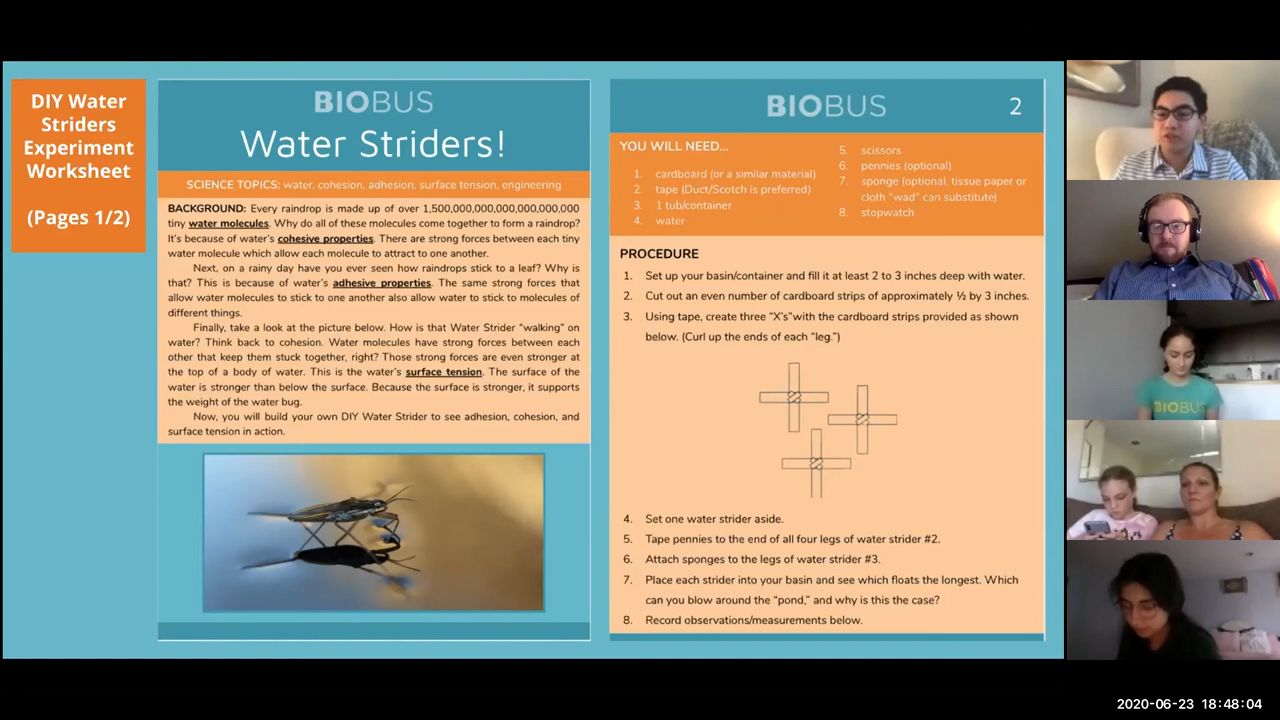 DIY Water
Striders
Experiment
Worksheet
(Pages 1/2)
BIOBUS
Water Striders!
SCIENCE TOPICS: water, cohesion, adhesion, surface tension, engineering
BACKGROUND: Every raindrop is made up of over 1,500,000,000,000,000,000,000
tiny water molecules. Why do all of these molecules come together to form a raindrop?
It's because of water's cohesive properties. There are strong forces between each tiny
water molecule which allow each molecule to attract to one another.
Next, on a rainy day have you ever seen how raindrops stick to a leaf? Why is
that? This is because of water's adhesive properties. The same strong forces that
allow water molecules to stick to one another also allow water to stick to molecules of
different things.
Finally, take a look at the picture below. How is that Water Strider "walking" on
water? Think back to cohesion. Water molecules have strong forces between each
other that keep them stuck together, right? Those strong forces are even stronger at
the top of a body of water. This is the water's surface tension. The surface of the
water is stronger than below the surface. Because the surface is stronger, it supports
the weight of the water bug.
Now, you will build your own DIY Water Strider to see adhesion, cohesion, and
surface tension in action.
BIOBUS
2
YOU WILL NEED...
1. cardboard (or a similar material)
2. tape (Duct/Scotch is preferred)
3. 1 tub/container
4. water
5. scissors
6. pennies (optional)
7. sponge (optional, tissue paper or
cloth "wad" can substitute)
8. stopwatch
PROCEDURE
1. Set up your basin/container and fill it at least 2 to 3 inches deep with water.
2. Cut out an even number of cardboard strips of approximately ½ by 3 inches.
3. Using tape, create three "X's"with the cardboard strips provided as shown
below. (Curl up the ends of each "leg.")
4. Set one water strider aside.
5. Tape pennies to the end of all four legs of water strider #2.
6. Attach sponges to the legs of water strider #3.
7. Place each strider into your basin and see which floats the longest. Which
can you blow around the "pond," and why is this the case?
8. Record observations/measurements below.
BIOBUS
2020-06-23 18:48:04